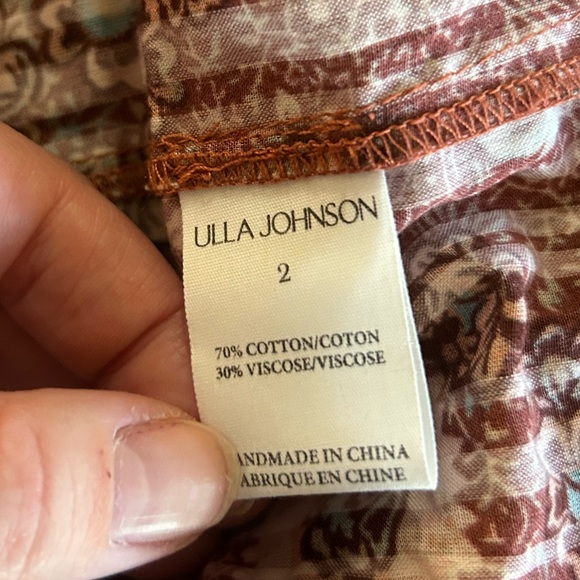 ULLA JOHNSON
2
70% COTTON/COTON
30% VISCOSE/VISCOSE
ANDMADE IN CHINA
ABRIQUE EN CHINE